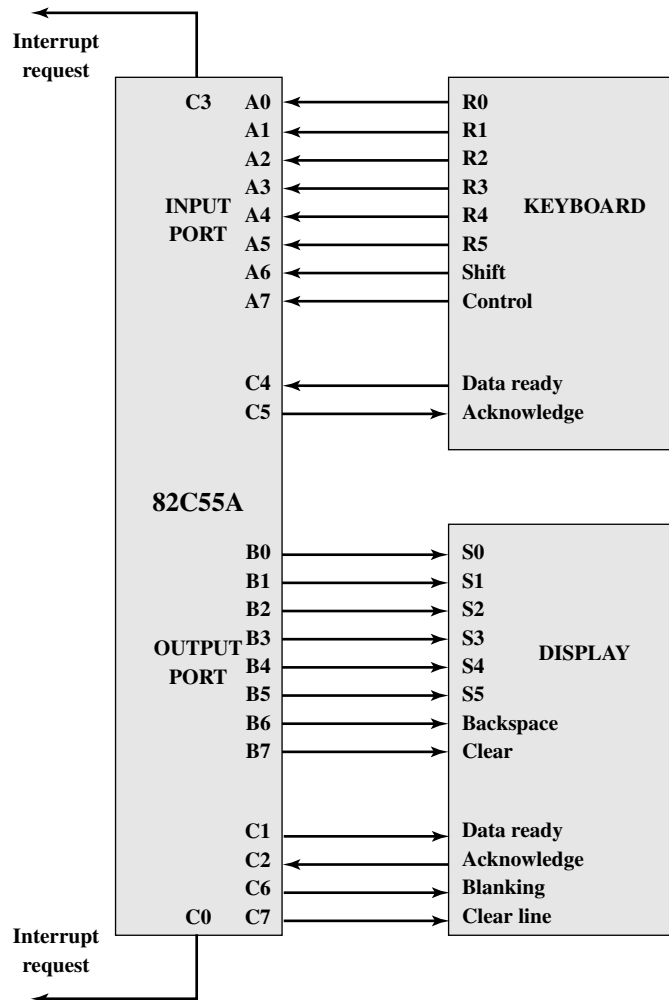 Interrupt
request
C3 A0 R0
A1 R1
A2 R2
A3 R3
INPUT PORT
A4 R4
KEYBOARD
A5 R5
A6 Shift
A7 Control
C4 Data ready
C5 Acknowledge
82C55A
B0 S0
B1 S1
B2 S2
B3 S3
OUTPUT PORT
B4 S4
DISPLAY
B5 S5
B6 Backspace
B7 Clear
C1 Data ready
C2 Acknowledge
C6 Blanking
C0 C7 Clear line
Interrupt
request